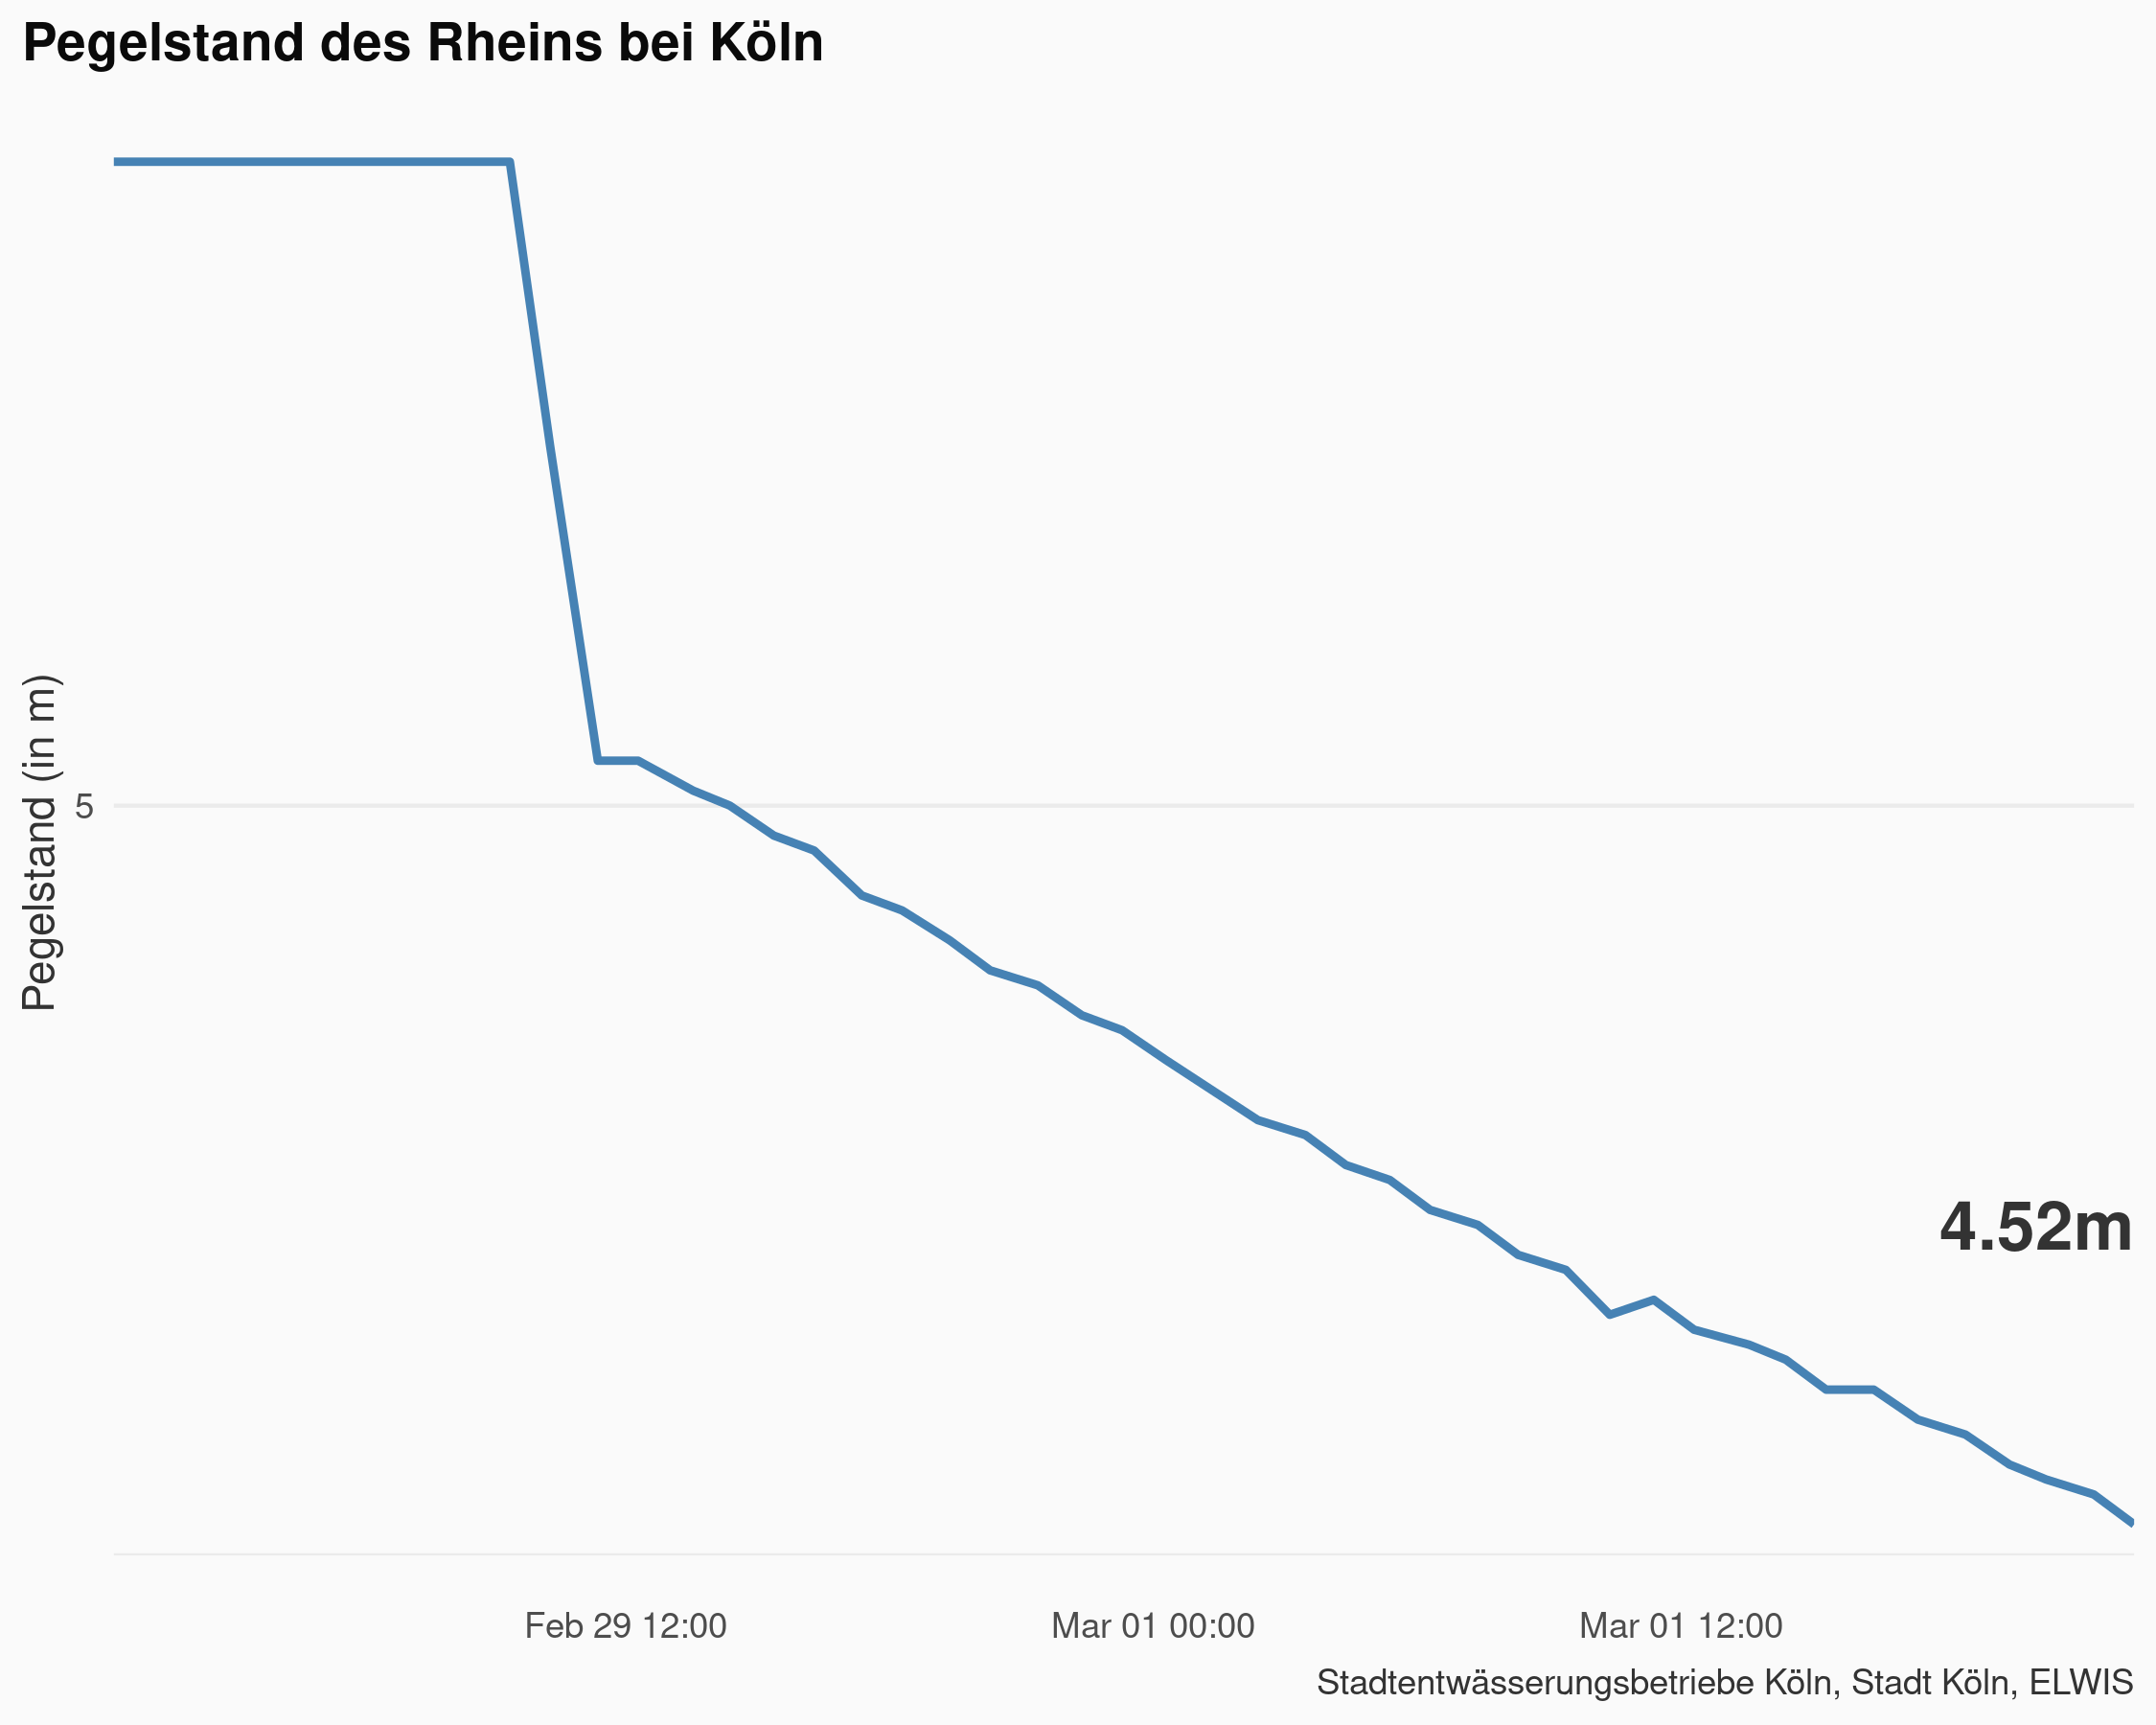 Pegelstand des Rheins bei Köln
Pegelstand (in m)
5
4.52m
Feb 29 12:00
Mar 01 00:00
Mar 01 12:00
Stadtentwässerungsbetriebe Köln, Stadt Köln, ELWIS